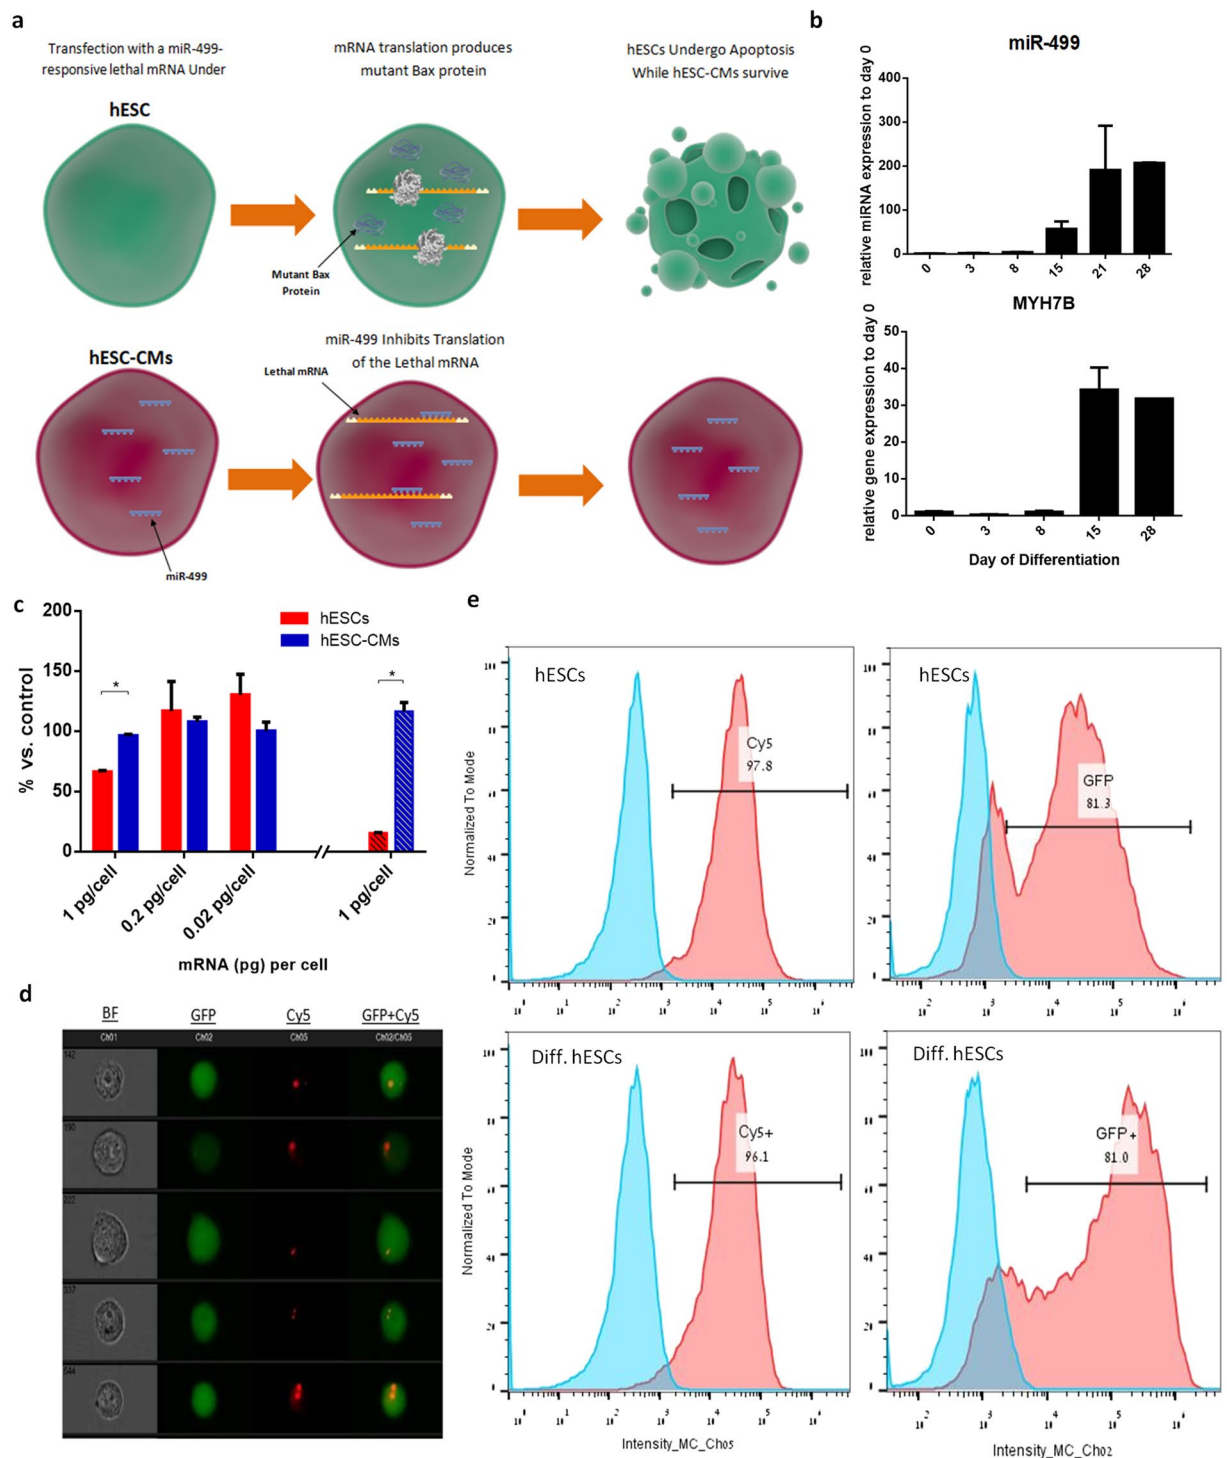 a
Transfection with a miR-499-
responsive lethal mRNA Under
mRNA translation produces
mutant Bax protein
hESCs Undergo Apoptosis
While hESC-CMs survive
hESC
Mutant Bax
Protein
hESC-CMs
miR-499 Inhibits Translation
of the Lethal mRNA
Lethal mRNA
miR-499
b
miR-499
relative miRNA expression to day 0
400
300
200
100
0
0 3 8 15 21 28
MYH7B
relative gene expression to day 0
50
40
30
20
10
0
0 3 8 15 28
Day of Differentiation
c
% vs. control
200
150
100
50
0
hESCs
hESC-CMs
*
*
1 pg/cell 0.2 pg/cell 0.02 pg/cell 1 pg/cell
mRNA (pg) per cell
d
BF GFP Cy5 GFP+Cy5
Ch01 Ch02 Ch05 Ch02/Ch05
e
hESCs
Cy5
97.8
Normalized To Mode
hESCs
GFP
81.3
Diff. hESCs
Cy5+
96.1
Normalized To Mode
Intensity_MC_Ch05
Diff. hESCs
GFP+
81.0
Intensity_MC_Ch02